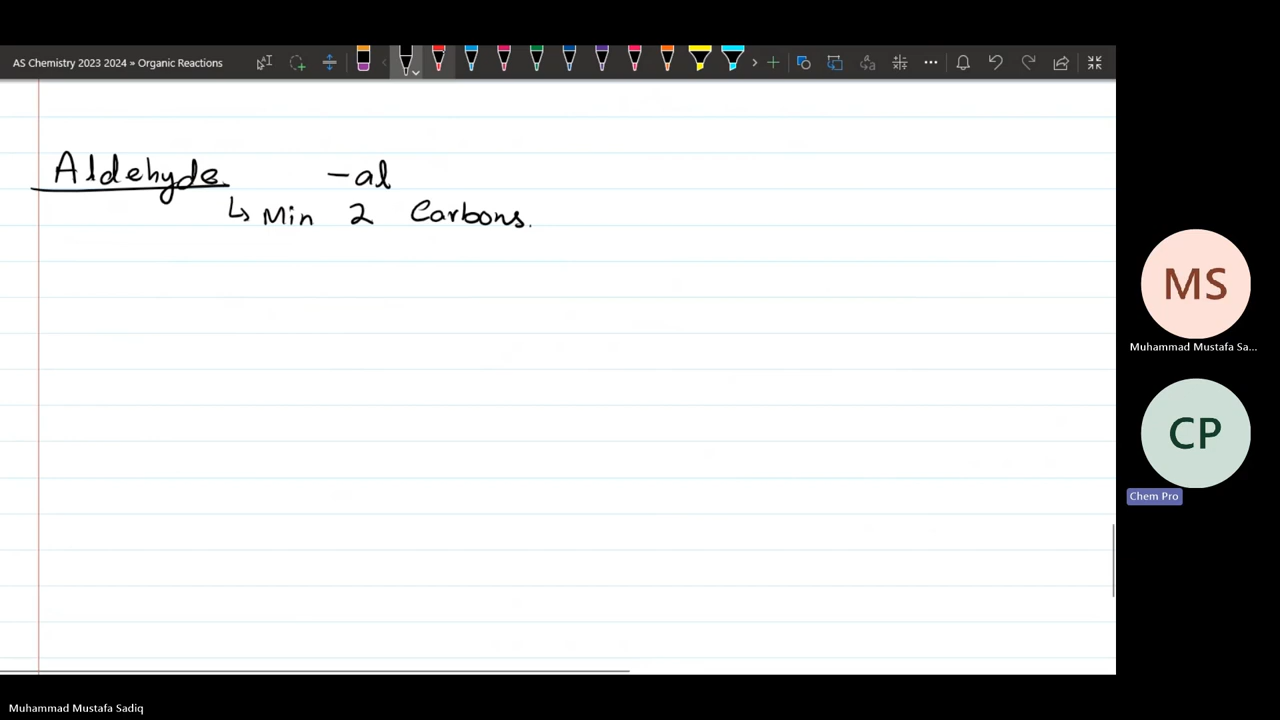 AS Chemistry 2023 2024 » Organic Reactions
Aldehyde. -al
↳ Min 2 Carbons.
MS
Muhammad Mustafa Sa...
CP
Chem Pro
Muhammad Mustafa Sadiq